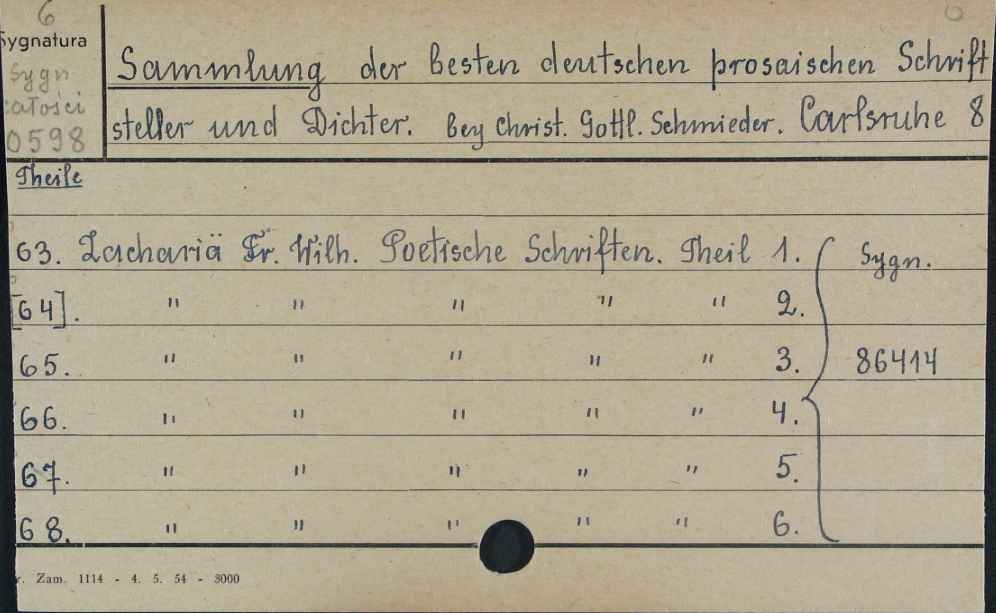 6
Sygnatura
Sygn
całości
0598
Sammlung der besten deutschen prosaischen Schrift
steller und Dichter. bey Christ. Gottl. Schmieder. Carlsruhe 8
Theile
63. Zachariä Fr. Wilh. Poetische Schriften. Theil 1. Sygn.
[64]. " " " " " 2.
65. " " " " " 3. 86414
66. " " " " " 4.
67. " " " " " 5.
68. " " " " " 6.
r. Zam. 1114 - 4. 5. 54 - 3000